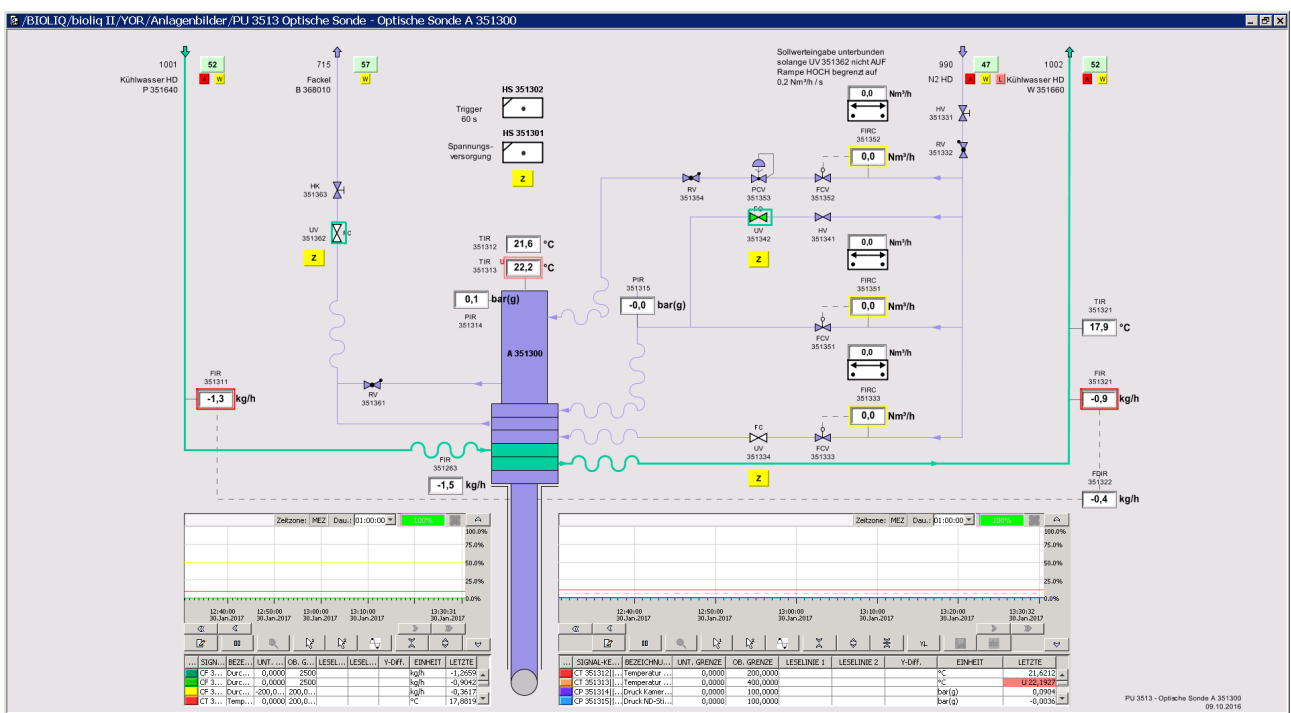 /BIOLIQ/bioliq II/YOR/Anlagenbilder/PU 3513 Optische Sonde - Optische Sonde A 351300
1001
52
Kühlwasser HD
A W
P 351640
715
57
Fackel
W
B 368010
HS 351302
Trigger
60 s
HS 351301
Spannungs-
versorgung
Z
Sollwerteingabe unterbunden
solange UV 351362 nicht AUF
Rampe HOCH begrenzt auf
0,2 Nm³/h / s
990
47
N2 HD
A W L
1002
52
Kühlwasser HD
A W
W 351660
0,0 Nm³/h
HV
351331
FIRC
351352
0,0 Nm³/h
RV
351332
HK
351363
RV
351354
PCV
351353
FCV
351352
UV
351362
FC
Z
FO
UV
351342
HV
351341
Z
TIR
351312
21,6 °C
TIR
351313
U
22,2 °C
0,0 Nm³/h
PIR
351315
-0,0 bar(g)
FIRC
351351
0,0 Nm³/h
0,1 bar(g)
PIR
351314
TIR
351321
17,9 °C
FCV
351351
A 351300
0,0 Nm³/h
FIR
351311
-1,3 kg/h
RV
351361
FIRC
351333
0,0 Nm³/h
FIR
351321
-0,9 kg/h
FC
UV
351334
FCV
351333
Z
FIR
351263
-1,5 kg/h
FDIR
351322
-0,4 kg/h
Zeitzone: MEZ Dau.: 01:00:00 100%
100.0%
75.0%
50.0%
25.0%
0.0%
12:40:00 12:50:00 13:00:00 13:10:00 13:30:31
30.Jan.2017 30.Jan.2017 30.Jan.2017 30.Jan.2017 30.Jan.2017
... SIGN... BEZE... UNT. ... OB. G... LESEL... LESEL... Y-Diff. EINHEIT LETZTE
CF 3... Durc... 0,0000 2500 kg/h -1,2659
CF 3... Durc... 0,0000 2500 kg/h -0,9042
CF 3... Durc... -200,0... 200,0... kg/h -0,3617
CT 3... Temp... 0,0000 200,0... °C 17,8819
Zeitzone: MEZ Dau.: 01:00:00 100%
100.0%
75.0%
50.0%
25.0%
0.0%
12:40:00 12:50:00 13:00:00 13:10:00 13:20:00 13:30:32
30.Jan.2017 30.Jan.2017 30.Jan.2017 30.Jan.2017 30.Jan.2017 30.Jan.2017
YL
... SIGNAL-KE... BEZEICHNU... UNT. GRENZE OB. GRENZE LESELINIE 1 LESELINIE 2 Y-Diff. EINHEIT LETZTE
CT 351312||... Temperatur ... 0,0000 200,0000 °C 21,6212
CT 351313||... Temperatur ... 0,0000 400,0000 °C U 22,1927
CP 351314||... Druck Kamer... 0,0000 100,0000 bar(g) 0,0904
CP 351315||... Druck ND-Sti... 0,0000 100,0000 bar(g) -0,0036
PU 3513 - Optische Sonde A 351300
09.10.2016